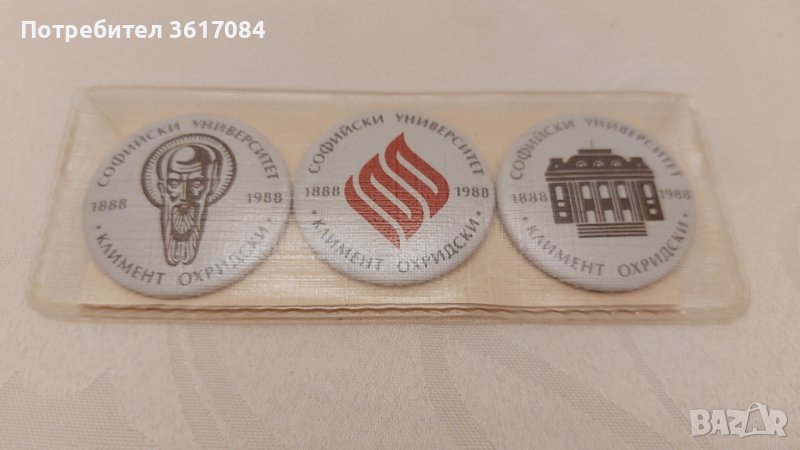 Потребител 3617084
СОФИЙСКИ УНИВЕРСИТЕТ
1888 1988
· КЛИМЕНТ ОХРИДСКИ ·
СОФИЙСКИ УНИВЕРСИТЕТ
1888 1988
· КЛИМЕНТ ОХРИДСКИ ·
СОФИЙСКИ УНИВЕРСИТЕТ
1888 1988
· КЛИМЕНТ ОХРИДСКИ ·
BAZAR